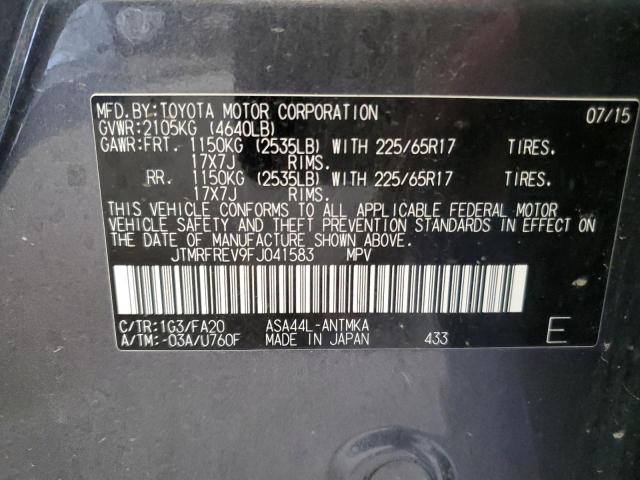 MFD.BY:TOYOTA MOTOR CORPORATION 07/15
GVWR:2105KG (4640LB)
GAWR:FRT. 1150KG (2535LB) WITH 225/65R17 TIRES.
17X7J RIMS.
RR. 1150KG (2535LB) WITH 225/65R17 TIRES.
17X7J RIMS.
THIS VEHICLE CONFORMS TO ALL APPLICABLE FEDERAL MOTOR
VEHICLE SAFETY AND THEFT PREVENTION STANDARDS IN EFFECT ON
THE DATE OF MANUFACTURE SHOWN ABOVE.
JTMRFREV9FJ041583 MPV
C/TR:1G3/FA20 ASA44L-ANTMKA
A/TM:-03A/U760F MADE IN JAPAN 433 E